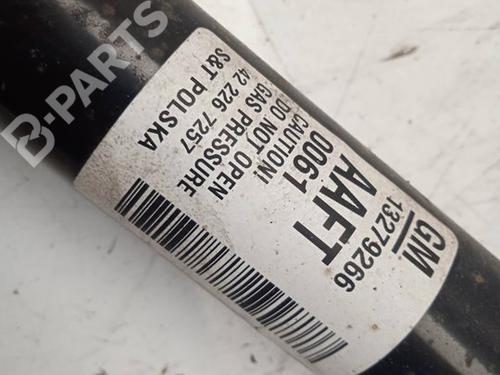 GM
13279266
AAFT
0061
CAUTION!
-DO NOT OPEN
GAS PRESSURE
42 226 7257
S&T POLSKA
B-PARTS